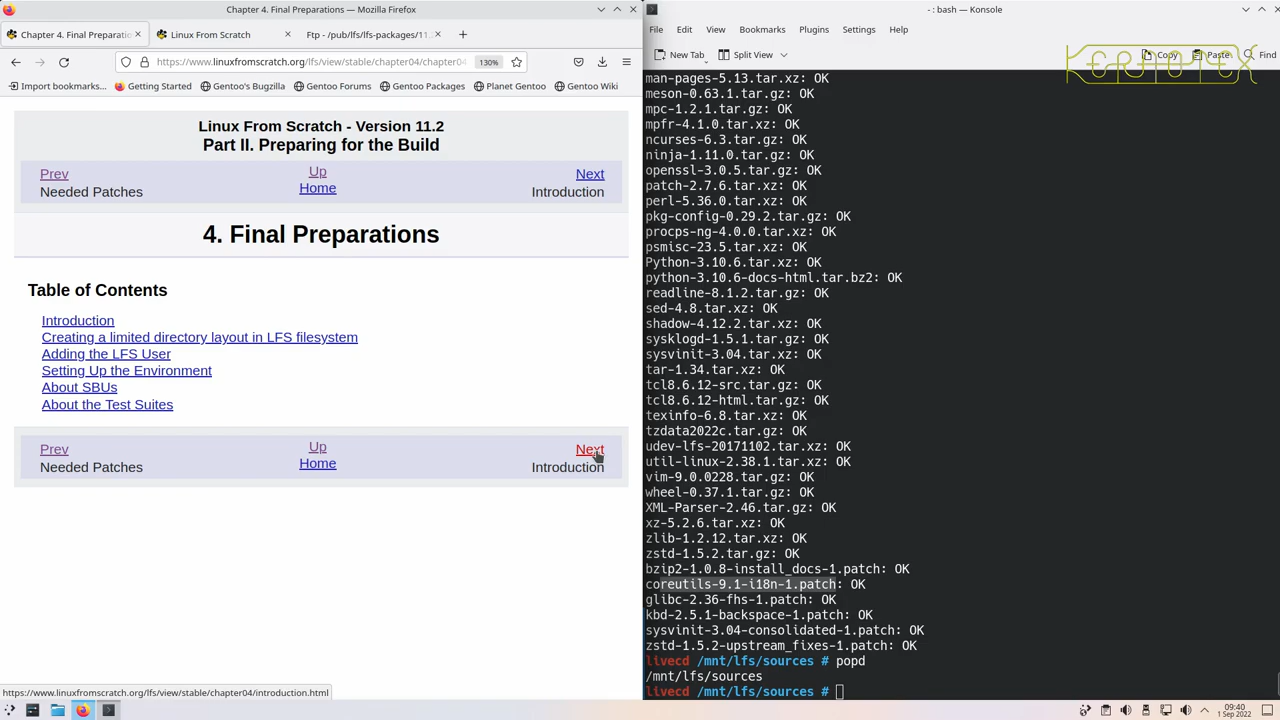 Chapter 4. Final Preparations — Mozilla Firefox
Chapter 4. Final Preparatio
Linux From Scratch
Ftp - /pub/lfs/lfs-packages/11.
https://www.linuxfromscratch.org/lfs/view/stable/chapter04/chapter
130%
Import bookmarks...
Getting Started
Gentoo's Bugzilla
Gentoo Forums
Gentoo Packages
Planet Gentoo
Gentoo Wiki
Linux From Scratch - Version 11.2
Part II. Preparing for the Build
Prev
Up
Next
Needed Patches
Home
Introduction
4. Final Preparations
Table of Contents
Introduction
Creating a limited directory layout in LFS filesystem
Adding the LFS User
Setting Up the Environment
About SBUs
About the Test Suites
Prev
Up
Next
Needed Patches
Home
Introduction
https://www.linuxfromscratch.org/lfs/view/stable/chapter04/introduction.html
- : bash — Konsole
File Edit View Bookmarks Plugins Settings Help
New Tab
Split View
Copy
Paste
Find
man-pages-5.13.tar.xz: OK
meson-0.63.1.tar.gz: OK
mpc-1.2.1.tar.gz: OK
mpfr-4.1.0.tar.xz: OK
ncurses-6.3.tar.gz: OK
ninja-1.11.0.tar.gz: OK
openssl-3.0.5.tar.gz: OK
patch-2.7.6.tar.xz: OK
perl-5.36.0.tar.xz: OK
pkg-config-0.29.2.tar.gz: OK
procps-ng-4.0.0.tar.xz: OK
psmisc-23.5.tar.xz: OK
Python-3.10.6.tar.xz: OK
python-3.10.6-docs-html.tar.bz2: OK
readline-8.1.2.tar.gz: OK
sed-4.8.tar.xz: OK
shadow-4.12.2.tar.xz: OK
sysklogd-1.5.1.tar.gz: OK
sysvinit-3.04.tar.xz: OK
tar-1.34.tar.xz: OK
tcl8.6.12-src.tar.gz: OK
tcl8.6.12-html.tar.gz: OK
texinfo-6.8.tar.xz: OK
tzdata2022c.tar.gz: OK
udev-lfs-20171102.tar.xz: OK
util-linux-2.38.1.tar.xz: OK
vim-9.0.0228.tar.gz: OK
wheel-0.37.1.tar.gz: OK
XML-Parser-2.46.tar.gz: OK
xz-5.2.6.tar.xz: OK
zlib-1.2.12.tar.xz: OK
zstd-1.5.2.tar.gz: OK
bzip2-1.0.8-install_docs-1.patch: OK
coreutils-9.1-i18n-1.patch: OK
glibc-2.36-fhs-1.patch: OK
kbd-2.5.1-backspace-1.patch: OK
sysvinit-3.04-consolidated-1.patch: OK
zstd-1.5.2-upstream_fixes-1.patch: OK
livecd /mnt/lfs/sources # popd
/mnt/lfs/sources
livecd /mnt/lfs/sources #
09:40
1 Sep 2022